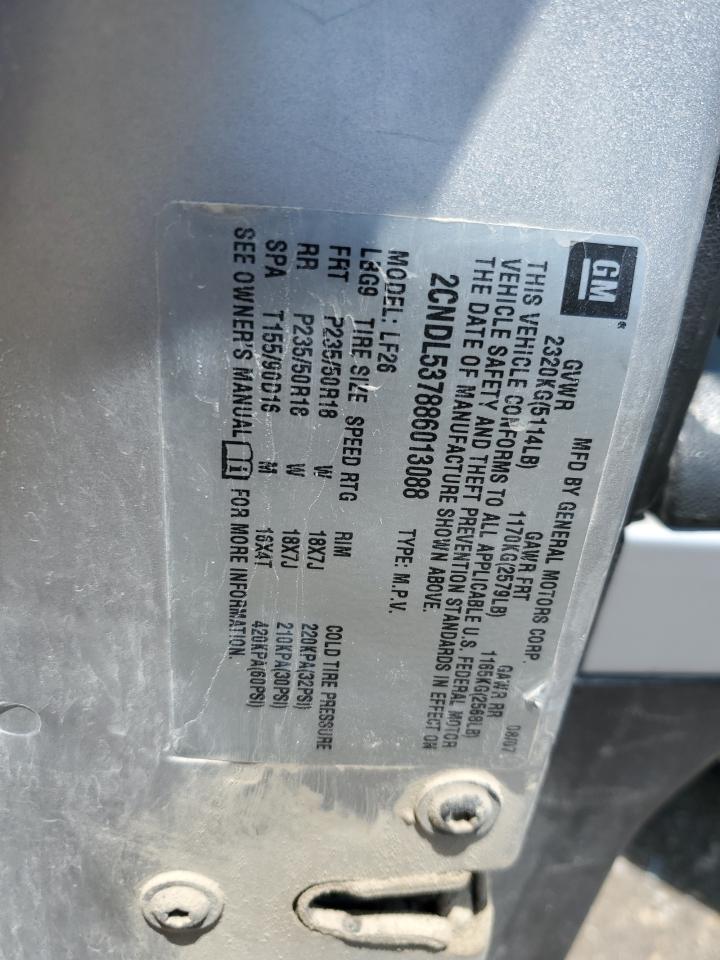 GM®
MFD BY GENERAL MOTORS CORP. 08/07
GVWR GAWR FRT GAWR RR
2320KG(5114LB) 1170KG(2579LB) 1165KG(2568LB)
THIS VEHICLE CONFORMS TO ALL APPLICABLE U.S. FEDERAL MOTOR
VEHICLE SAFETY AND THEFT PREVENTION STANDARDS IN EFFECT ON
THE DATE OF MANUFACTURE SHOWN ABOVE.
2CNDL537886013088 TYPE: M.P.V.
MODEL: LF26
TIRE SIZE SPEED RTG RIM COLD TIRE PRESSURE
FRT P235/50R18 W 18X7J 220KPA(32PSI)
RR P235/50R18 W 18X7J 210KPA(30PSI)
SPA T155/90D16 M 16X4T 420KPA(60PSI)
SEE OWNER'S MANUAL FOR MORE INFORMATION.